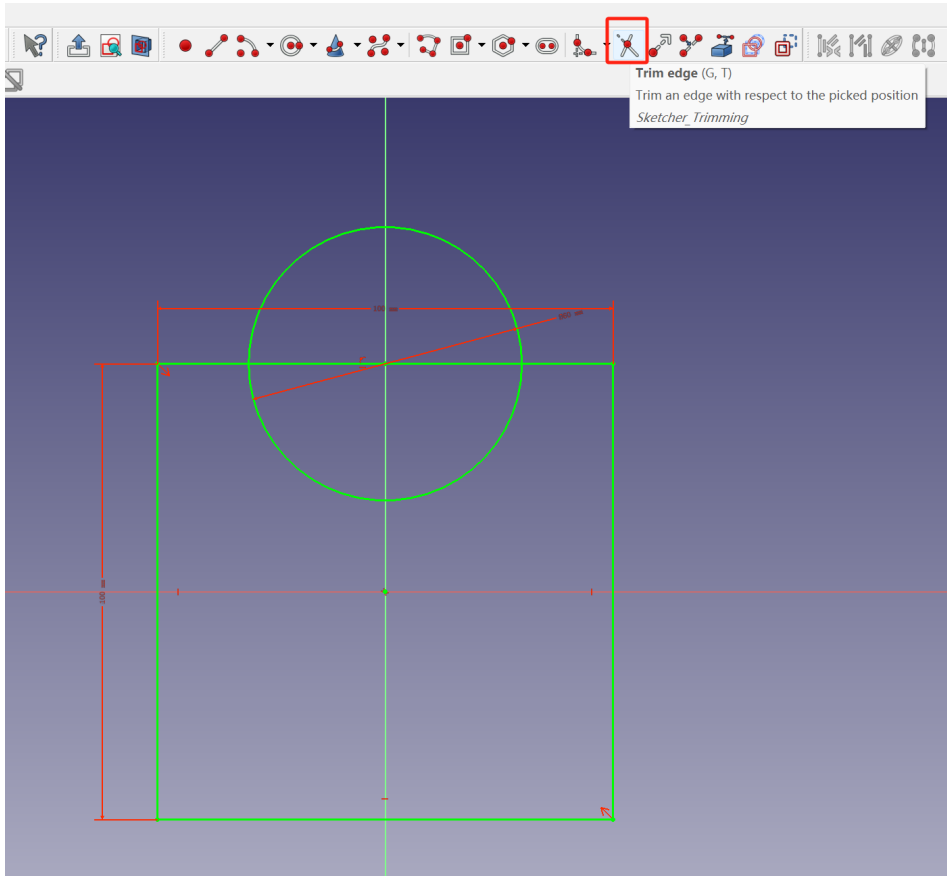 Trim edge (G, T)
Trim an edge with respect to the picked position
Sketcher_Trimming